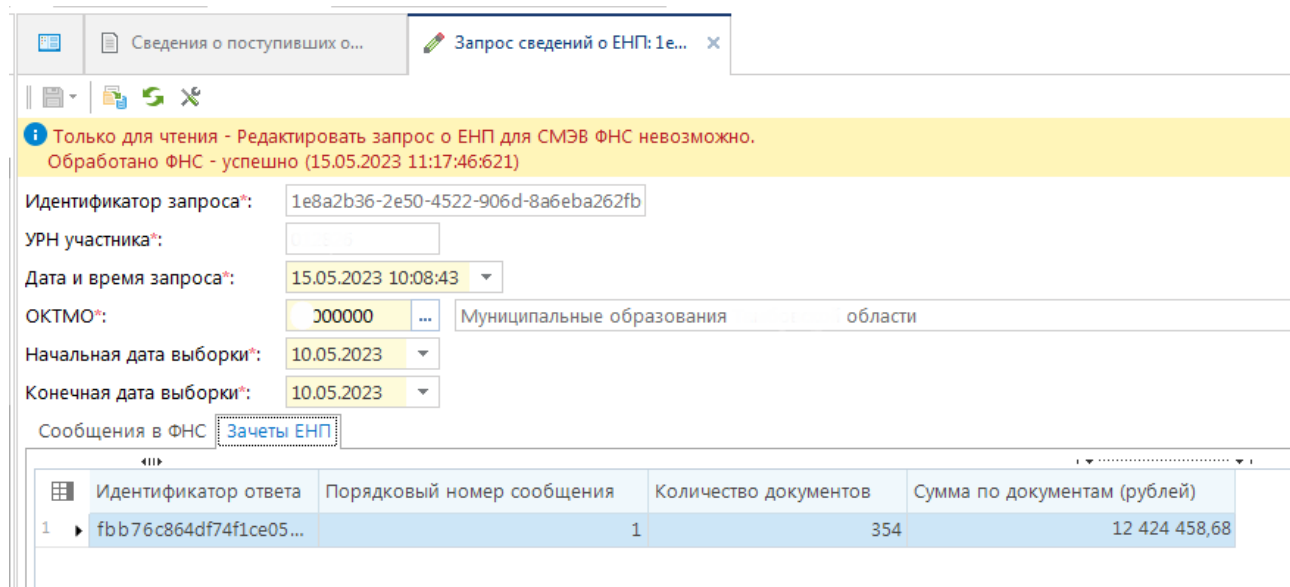 Сведения о поступивших о...
Запрос сведений о ЕНП: 1е...
Только для чтения - Редактировать запрос о ЕНП для СМЭВ ФНС невозможно.
Обработано ФНС - успешно (15.05.2023 11:17:46:621)
Идентификатор запроса*: 1e8a2b36-2e50-4522-906d-8a6eba262fb
УРН участника*:
Дата и время запроса*: 15.05.2023 10:08:43
ОКТМО*: 000000 ... Муниципальные образования области
Начальная дата выборки*: 10.05.2023
Конечная дата выборки*: 10.05.2023
Сообщения в ФНС Зачеты ЕНП
Идентификатор ответа Порядковый номер сообщения Количество документов Сумма по документам (рублей)
1 fbb76c864df74f1ce05... 1 354 12 424 458,68